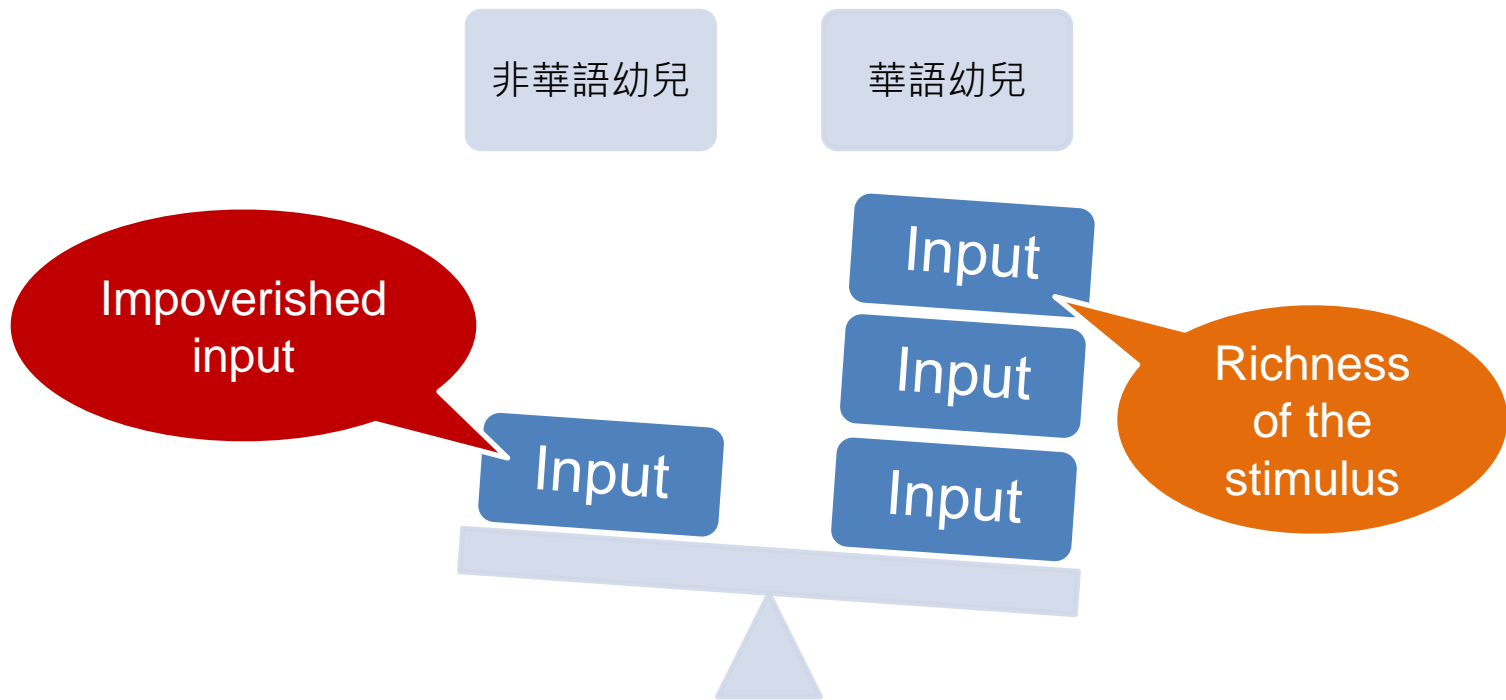 非華語幼兒
華語幼兒
Impoverished
input
Input
Input
Input
Input
Richness
of the
stimulus